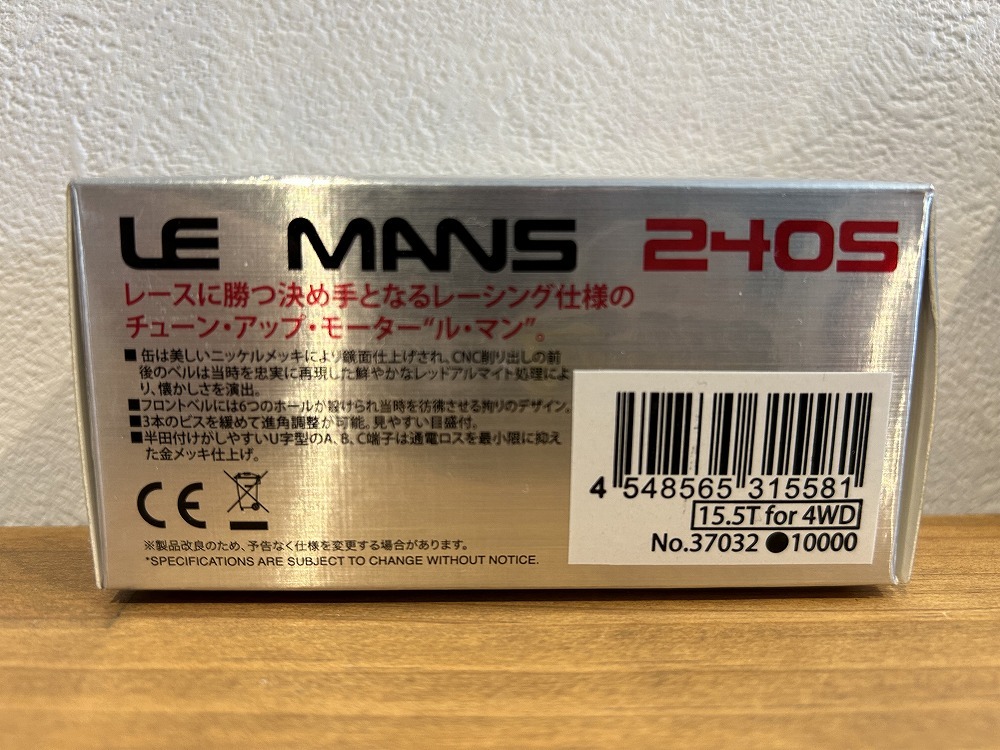 LE MANS 240S
レースに勝つ決め手となるレーシング仕様の
チューン・アップ・モーター“ル・マン”。
■缶は美しいニッケルメッキにより鏡面仕上げされ、CNC削り出しの前
後のベルは当時を忠実に再現した鮮やかなレッドアルマイト処理によ
り、懐かしさを演出。
■フロントベルには6つのホールが設けられ当時を彷彿させる拘りのデザイン。
■3本のビスを緩めて進角調整が可能。見やすい目盛付。
■半田付けがしやすいU字型のA、B、C端子は通電ロスを最小限に抑え
た金メッキ仕上げ。
CE
※製品改良のため、予告なく仕様を変更する場合があります。
*SPECIFICATIONS ARE SUBJECT TO CHANGE WITHOUT NOTICE.
4 548565 315581
15.5T for 4WD
No.37032 ●10000